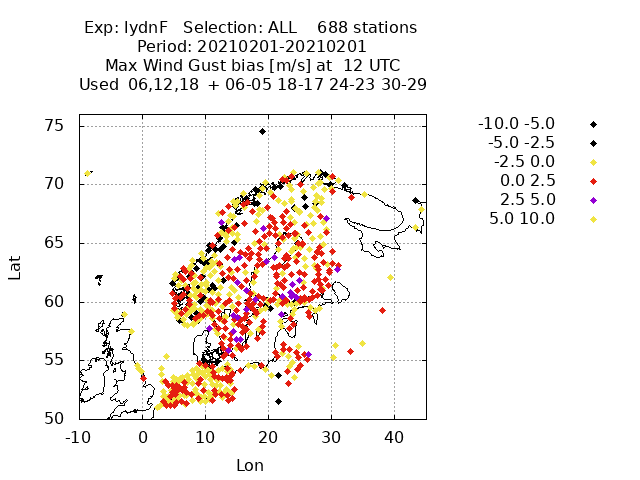 Exp: lydnF   Selection: ALL    688 stations
Period: 20210201-20210201
Max Wind Gust bias [m/s] at  12 UTC
Used  06,12,18  + 06-05 18-17 24-23 30-29
-10.0 -5.0
-5.0 -2.5
-2.5 0.0
0.0 2.5
2.5 5.0
5.0 10.0
75
70
65
60
55
50
Lat
-10 0 10 20 30 40
Lon